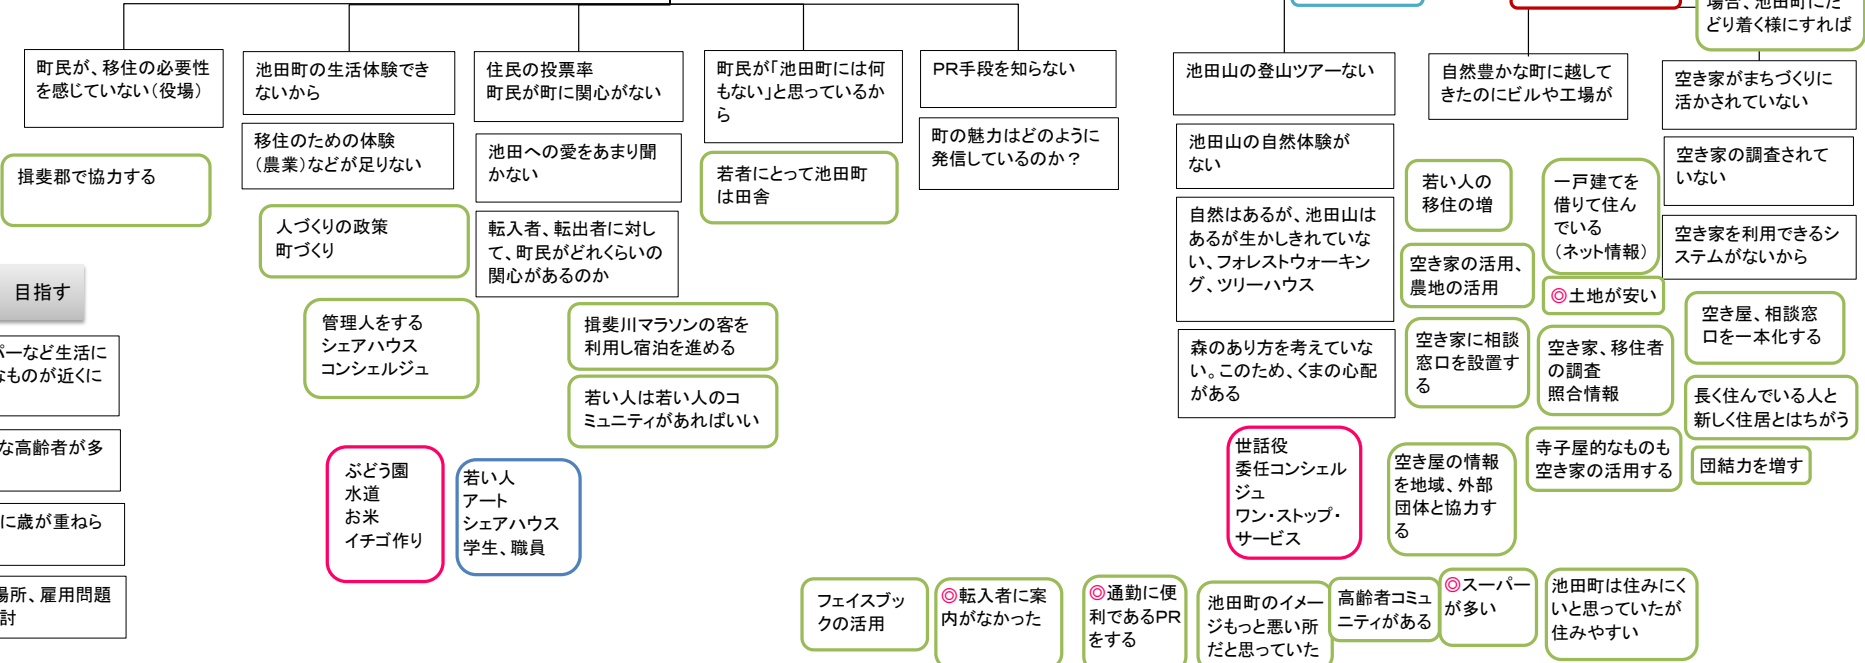 場合、池田町にた
どり着く様にすれば
町民が、移住の必要性
を感じていない（役場）
揖斐郡で協力する
池田町の生活体験でき
ないから
移住のための体験
（農業）などが足りない
人づくりの政策
町づくり
住民の投票率
町民が町に関心がない
池田への愛をあまり聞
かない
転入者、転出者に対し
て、町民がどれくらいの
関心があるのか
町民が「池田町には何
もない」と思っているか
ら
若者にとって池田町
は田舎
PR手段を知らない
町の魅力はどのように
発信しているのか？
管理人をする
シェアハウス
コンシェルジュ
揖斐川マラソンの客を
利用し宿泊を進める
若い人は若い人のコ
ミュニティがあればいい
ぶどう園
水道
お米
イチゴ作り
若い人
アート
シェアハウス
学生、職員
目指す
パーなど生活に
なものが近くに
な高齢者が多
に歳が重ねら
場所、雇用問題
討
池田山の登山ツアーない
池田山の自然体験が
ない
自然はあるが、池田山は
あるが生かしきれていな
い、フォレストウォーキン
グ、ツリーハウス
森のあり方を考えていな
い。このため、くまの心配
がある
世話役
委任コンシェル
ジュ
ワン・ストップ・
サービス
自然豊かな町に越して
きたのにビルや工場が
若い人の
移住の増
空き家の活用、
農地の活用
空き家に相談
窓口を設置す
る
空き屋の情報
を地域、外部
団体と協力す
る
一戸建てを
借りて住ん
でいる
（ネット情報）
◎土地が安い
空き家、移住者
の調査
照合情報
寺子屋的なものも
空き家の活用する
空き家がまちづくりに
活かされていない
空き家の調査されて
いない
空き家を利用できるシ
ステムがないから
空き屋、相談窓
口を一本化する
長く住んでいる人と
新しく住居とはちがう
団結力を増す
フェイスブッ
クの活用
◎転入者に案
内がなかった
◎通勤に便
利であるPR
をする
池田町のイメー
ジもっと悪い所
だと思っていた
高齢者コミュ
ニティがある
◎スーパー
が多い
池田町は住みにく
いと思っていたが
住みやすい